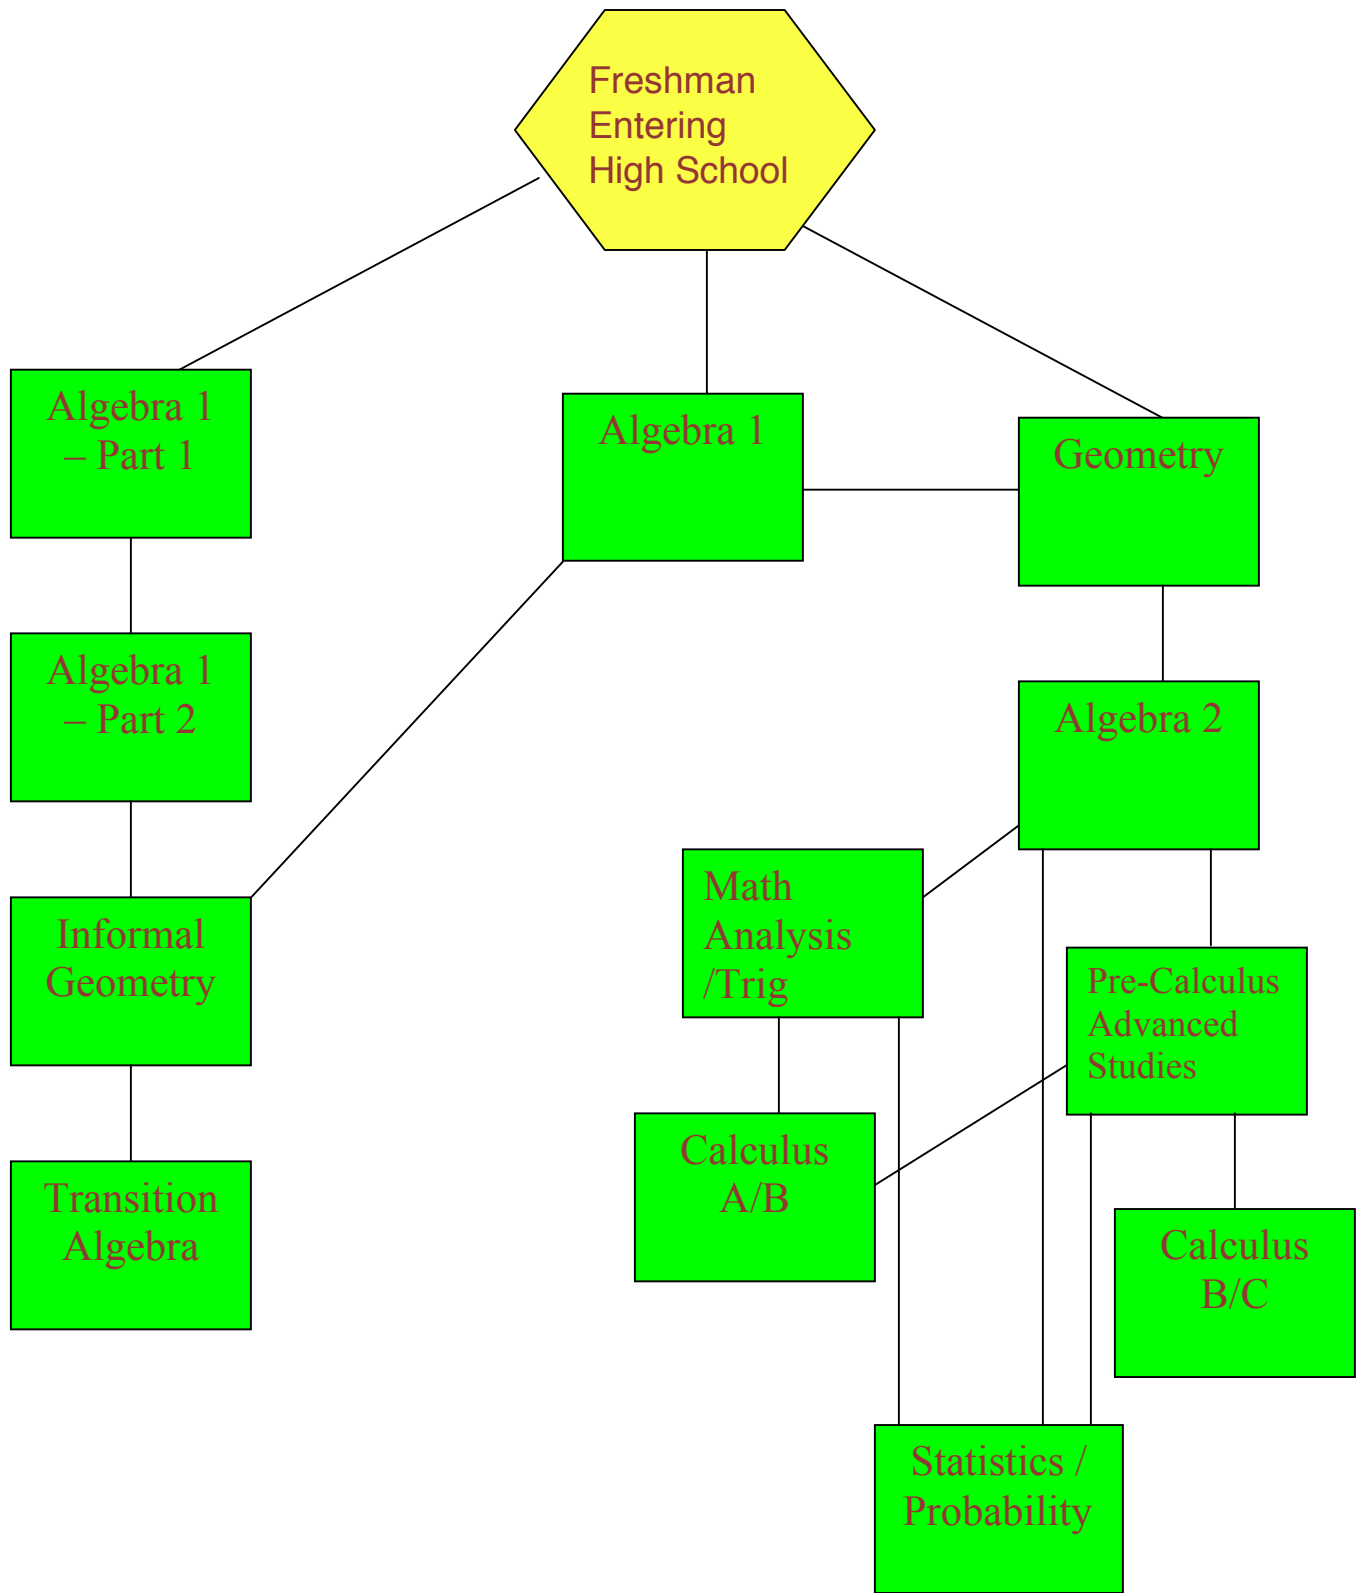 Freshman
Entering
High School
Algebra 1
– Part 1
Algebra 1
Geometry
Algebra 1
– Part 2
Algebra 2
Math
Analysis
/Trig
Informal
Geometry
Pre-Calculus
Advanced
Studies
Calculus
A/B
Transition
Algebra
Calculus
B/C
Statistics /
Probability